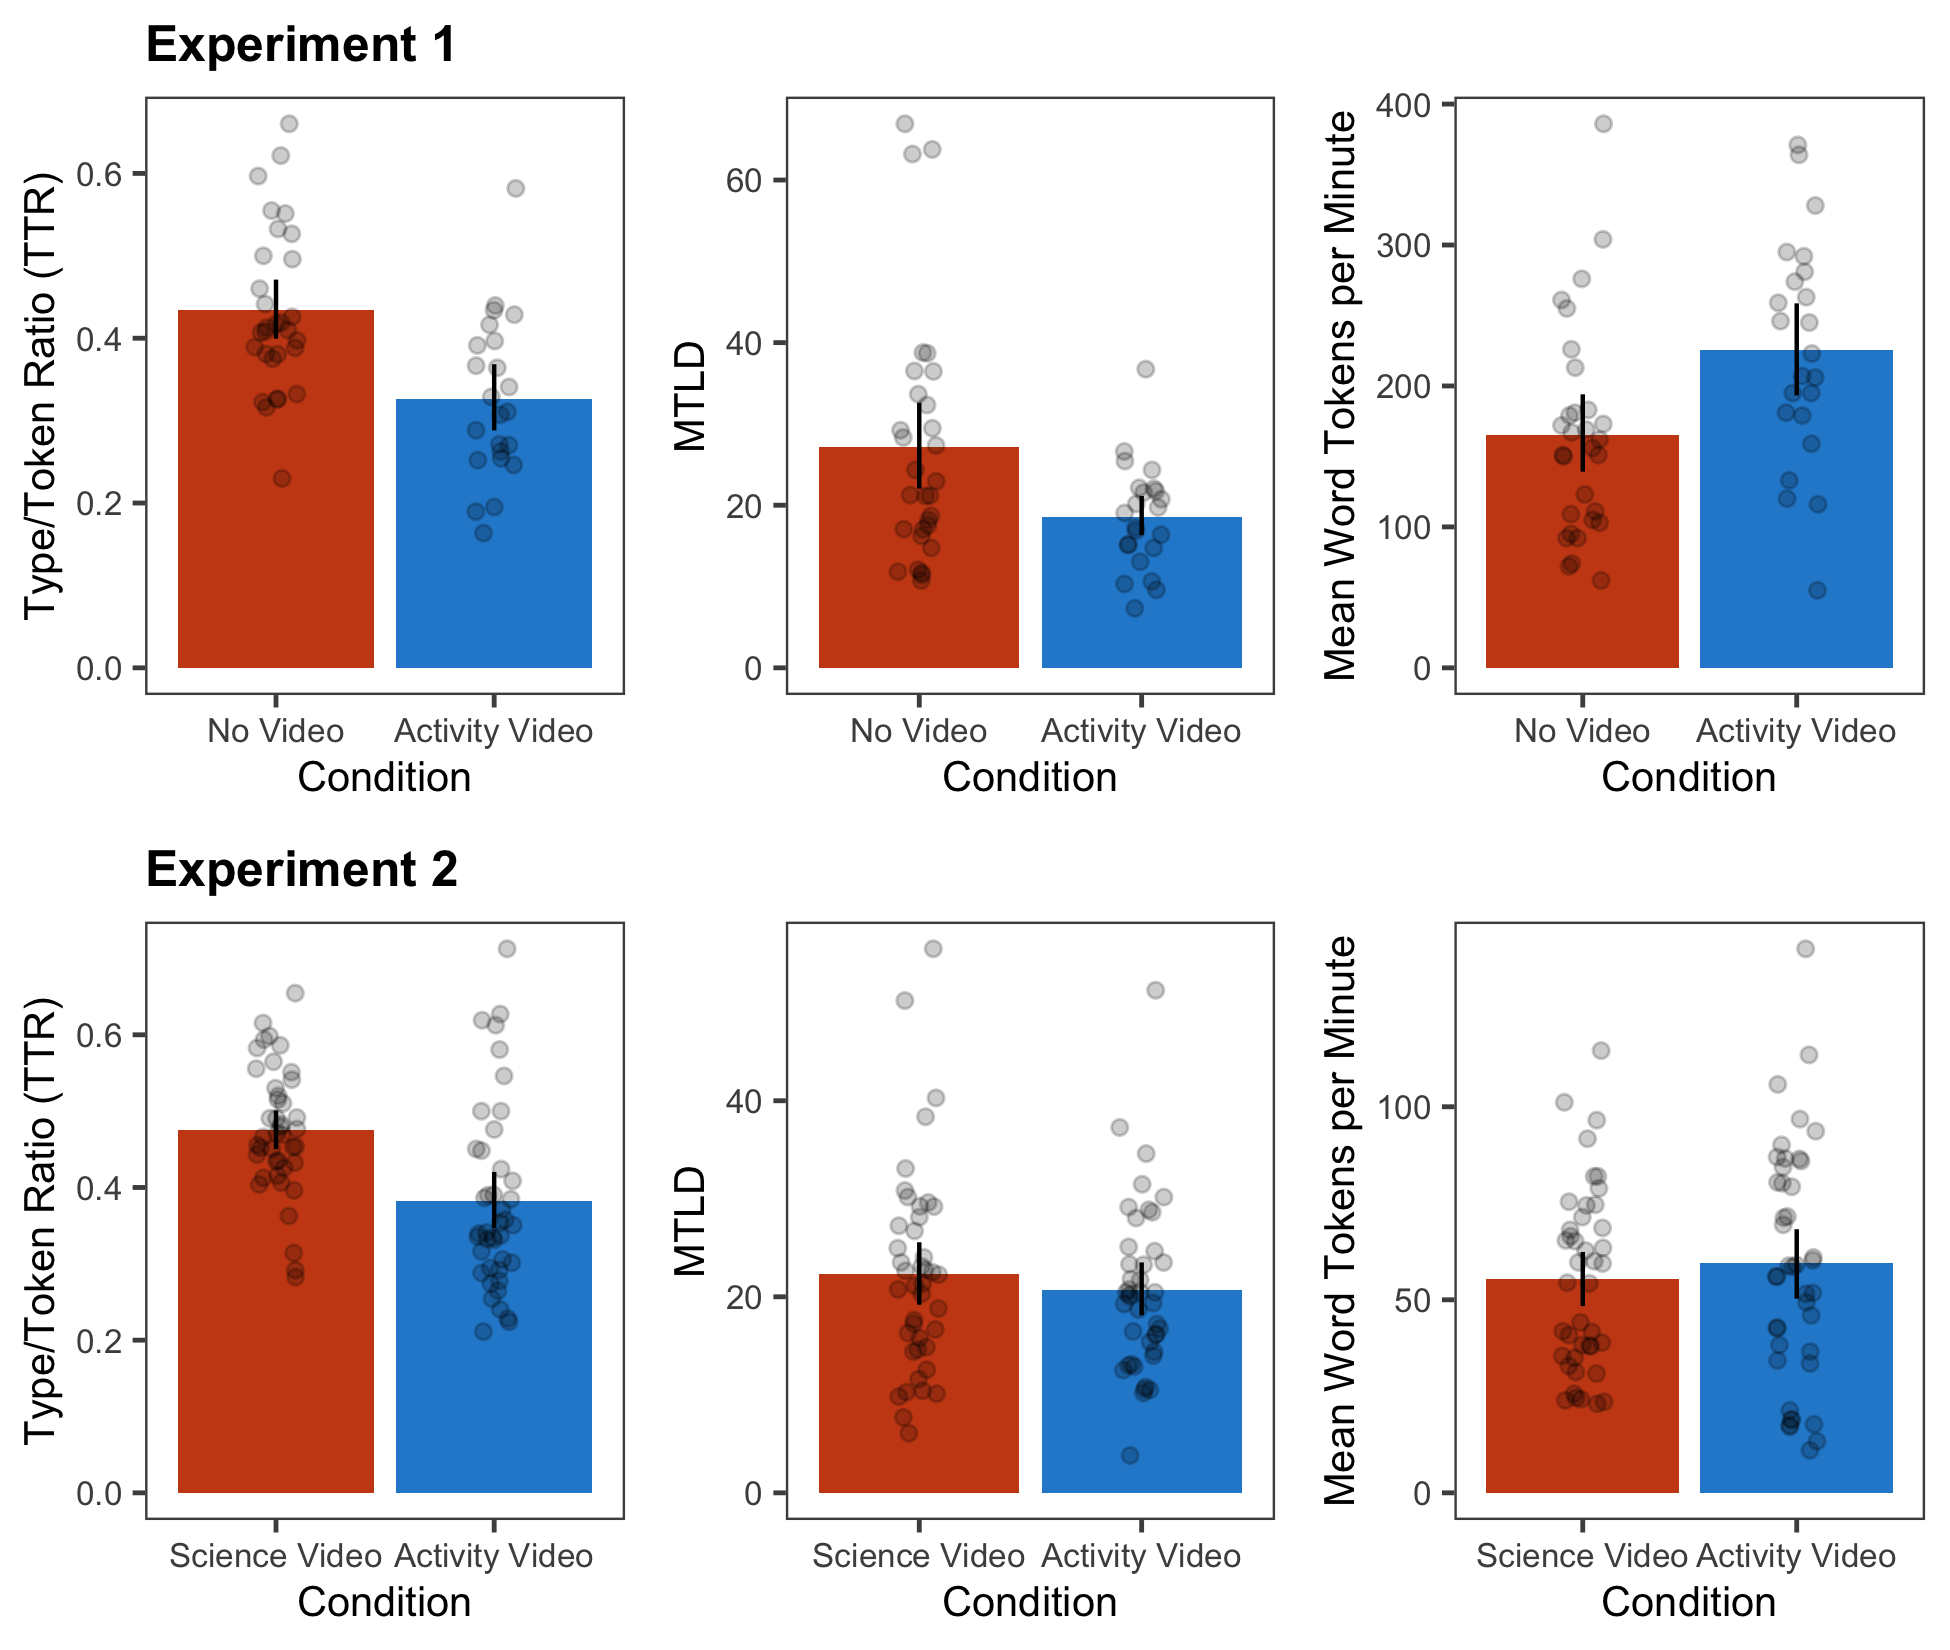 Experiment 1
Type/Token Ratio (TTR)
0.6
0.4
0.2
0.0
No Video Activity Video
Condition
MTLD
60
40
20
0
No Video Activity Video
Condition
Mean Word Tokens per Minute
400
300
200
100
0
No Video Activity Video
Condition
Experiment 2
Type/Token Ratio (TTR)
0.6
0.4
0.2
0.0
Science Video Activity Video
Condition
MTLD
40
20
0
Science Video Activity Video
Condition
Mean Word Tokens per Minute
100
50
0
Science Video Activity Video
Condition